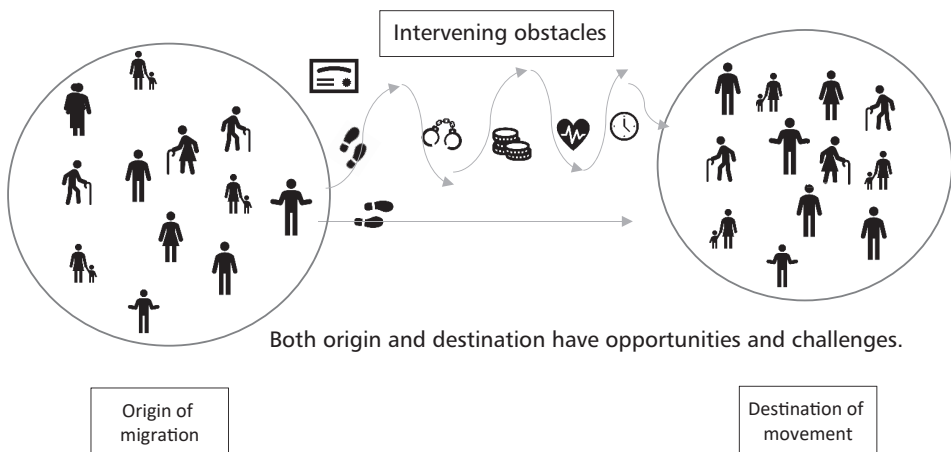 Intervening obstacles
Both origin and destination have opportunities and challenges.
Origin of
migration
Destination of
movement